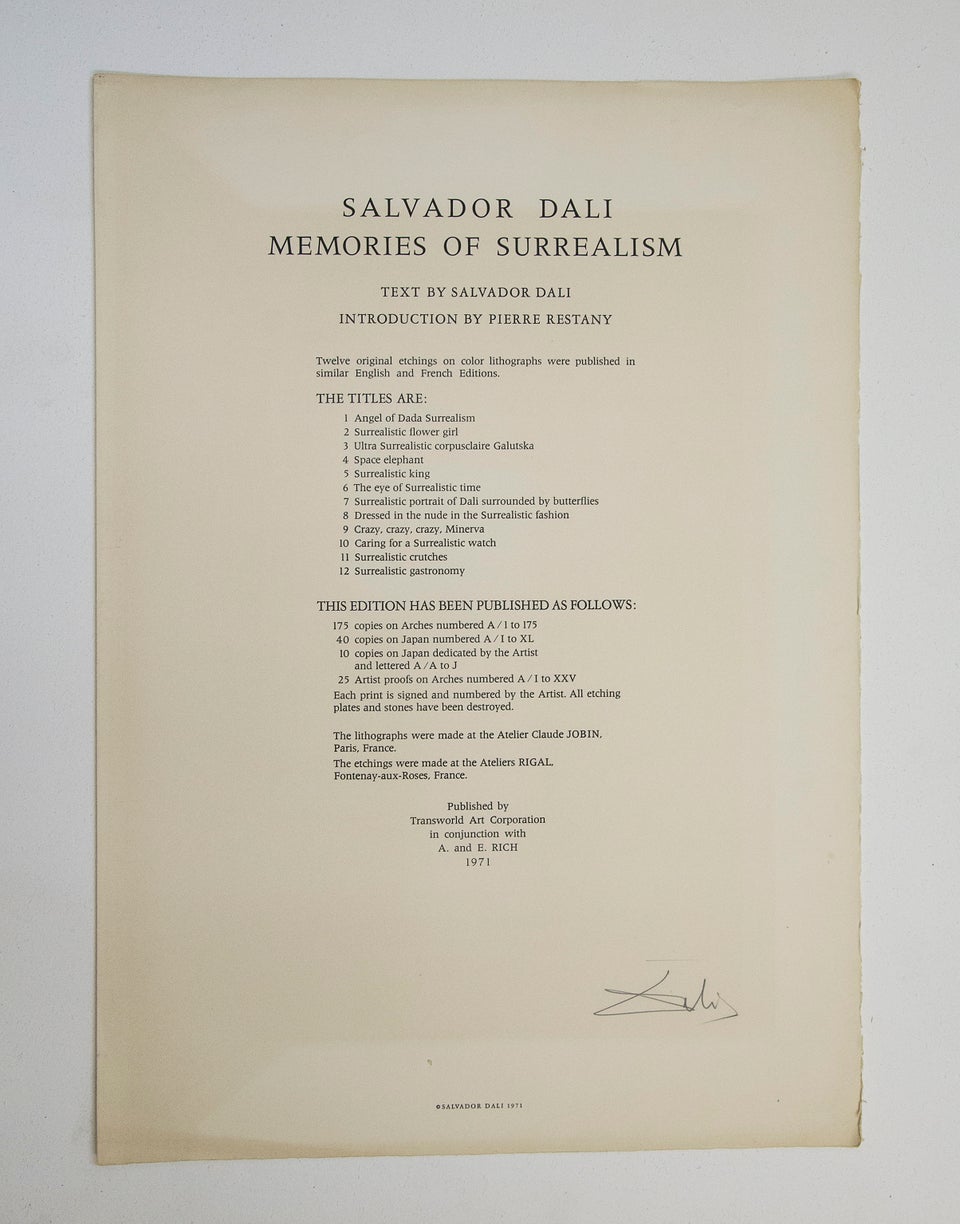 SALVADOR DALI
MEMORIES OF SURREALISM
TEXT BY SALVADOR DALI
INTRODUCTION BY PIERRE RESTANY
Twelve original etchings on color lithographs were published in
similar English and French Editions.
THE TITLES ARE:
1 Angel of Dada Surrealism
2 Surrealistic flower girl
3 Ultra Surrealistic corpusclaire Galutska
4 Space elephant
5 Surrealistic king
6 The eye of Surrealistic time
7 Surrealistic portrait of Dali surrounded by butterflies
8 Dressed in the nude in the Surrealistic fashion
9 Crazy, crazy, crazy, Minerva
10 Caring for a Surrealistic watch
11 Surrealistic crutches
12 Surrealistic gastronomy
THIS EDITION HAS BEEN PUBLISHED AS FOLLOWS:
175 copies on Arches numbered A/1 to 175
40 copies on Japan numbered A/I to XL
10 copies on Japan dedicated by the Artist
and lettered A/A to J
25 Artist proofs on Arches numbered A/I to XXV
Each print is signed and numbered by the Artist. All etching
plates and stones have been destroyed.
The lithographs were made at the Atelier Claude JOBIN,
Paris, France.
The etchings were made at the Ateliers RIGAL,
Fontenay-aux-Roses, France.
Published by
Transworld Art Corporation
in conjunction with
A. and E. RICH
1971
Dali
©SALVADOR DALI 1971